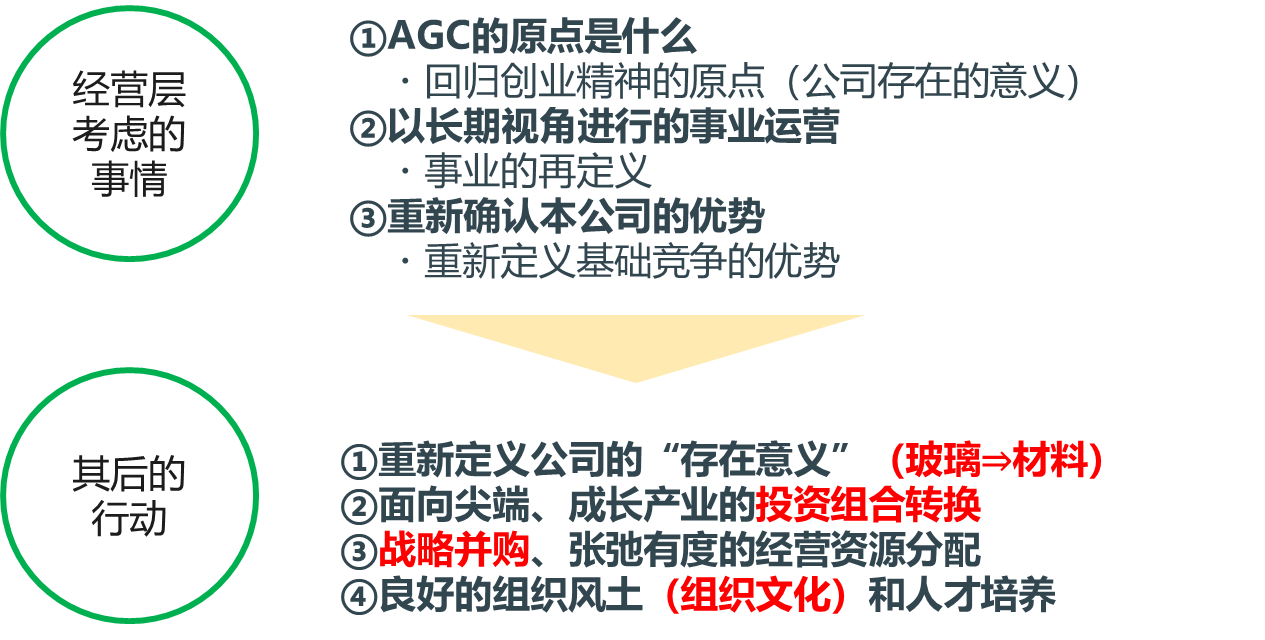 经营层
考虑的
事情
①AGC的原点是什么
·回归创业精神的原点（公司存在的意义）
②以长期视角进行的事业运营
·事业的再定义
③重新确认本公司的优势
·重新定义基础竞争的优势
其后的
行动
①重新定义公司的“存在意义”（玻璃⇒材料）
②面向尖端、成长产业的投资组合转换
③战略并购、张弛有度的经营资源分配
④良好的组织风土（组织文化）和人才培养